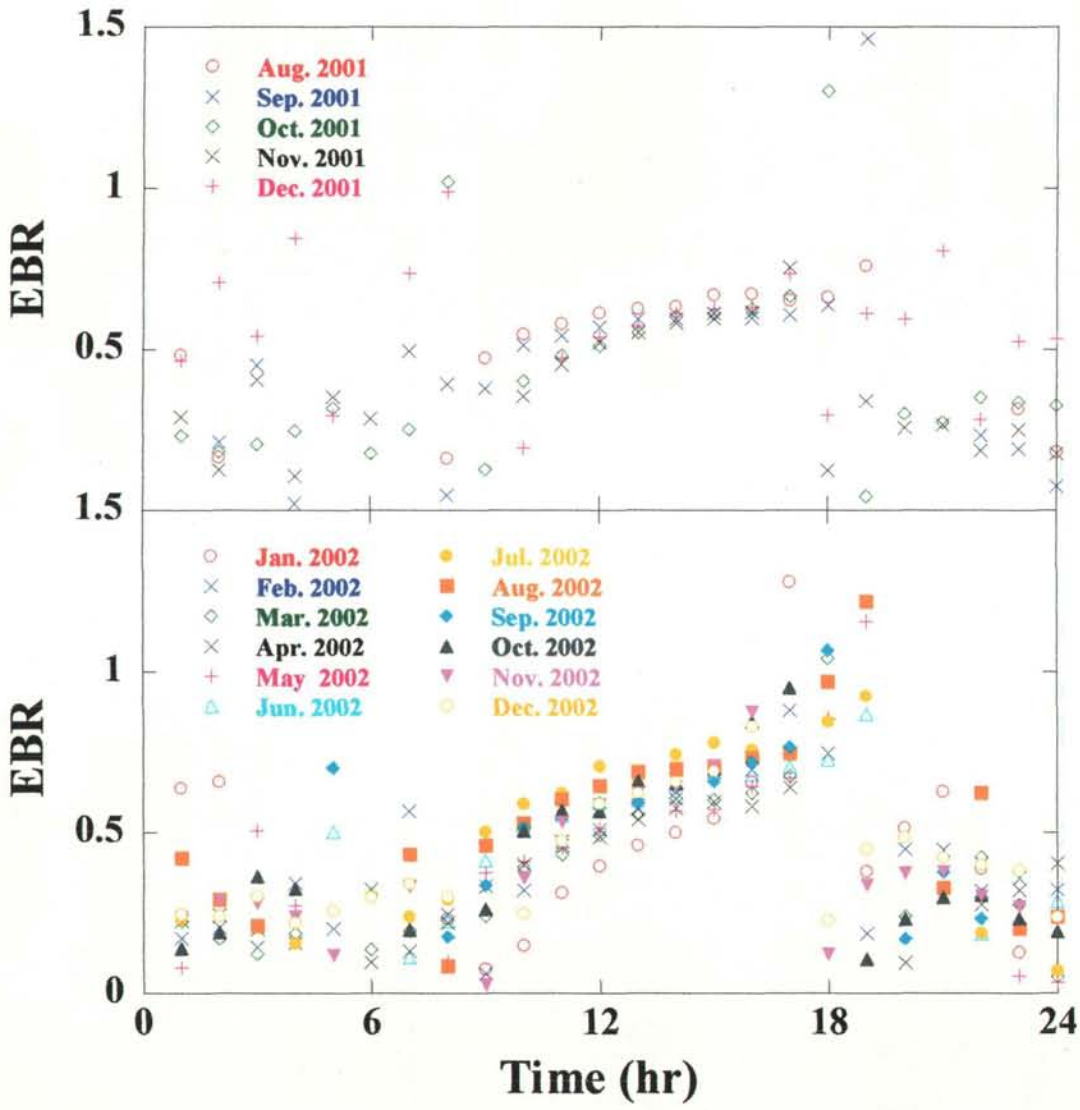 1.5
Aug. 2001
Sep. 2001
Oct. 2001
Nov. 2001
Dec. 2001
1
EBR
0.5
1.5
Jan. 2002
Feb. 2002
Mar. 2002
Apr. 2002
May 2002
Jun. 2002
Jul. 2002
Aug. 2002
Sep. 2002
Oct. 2002
Nov. 2002
Dec. 2002
1
EBR
0.5
0
0 6 12 18 24
Time (hr)